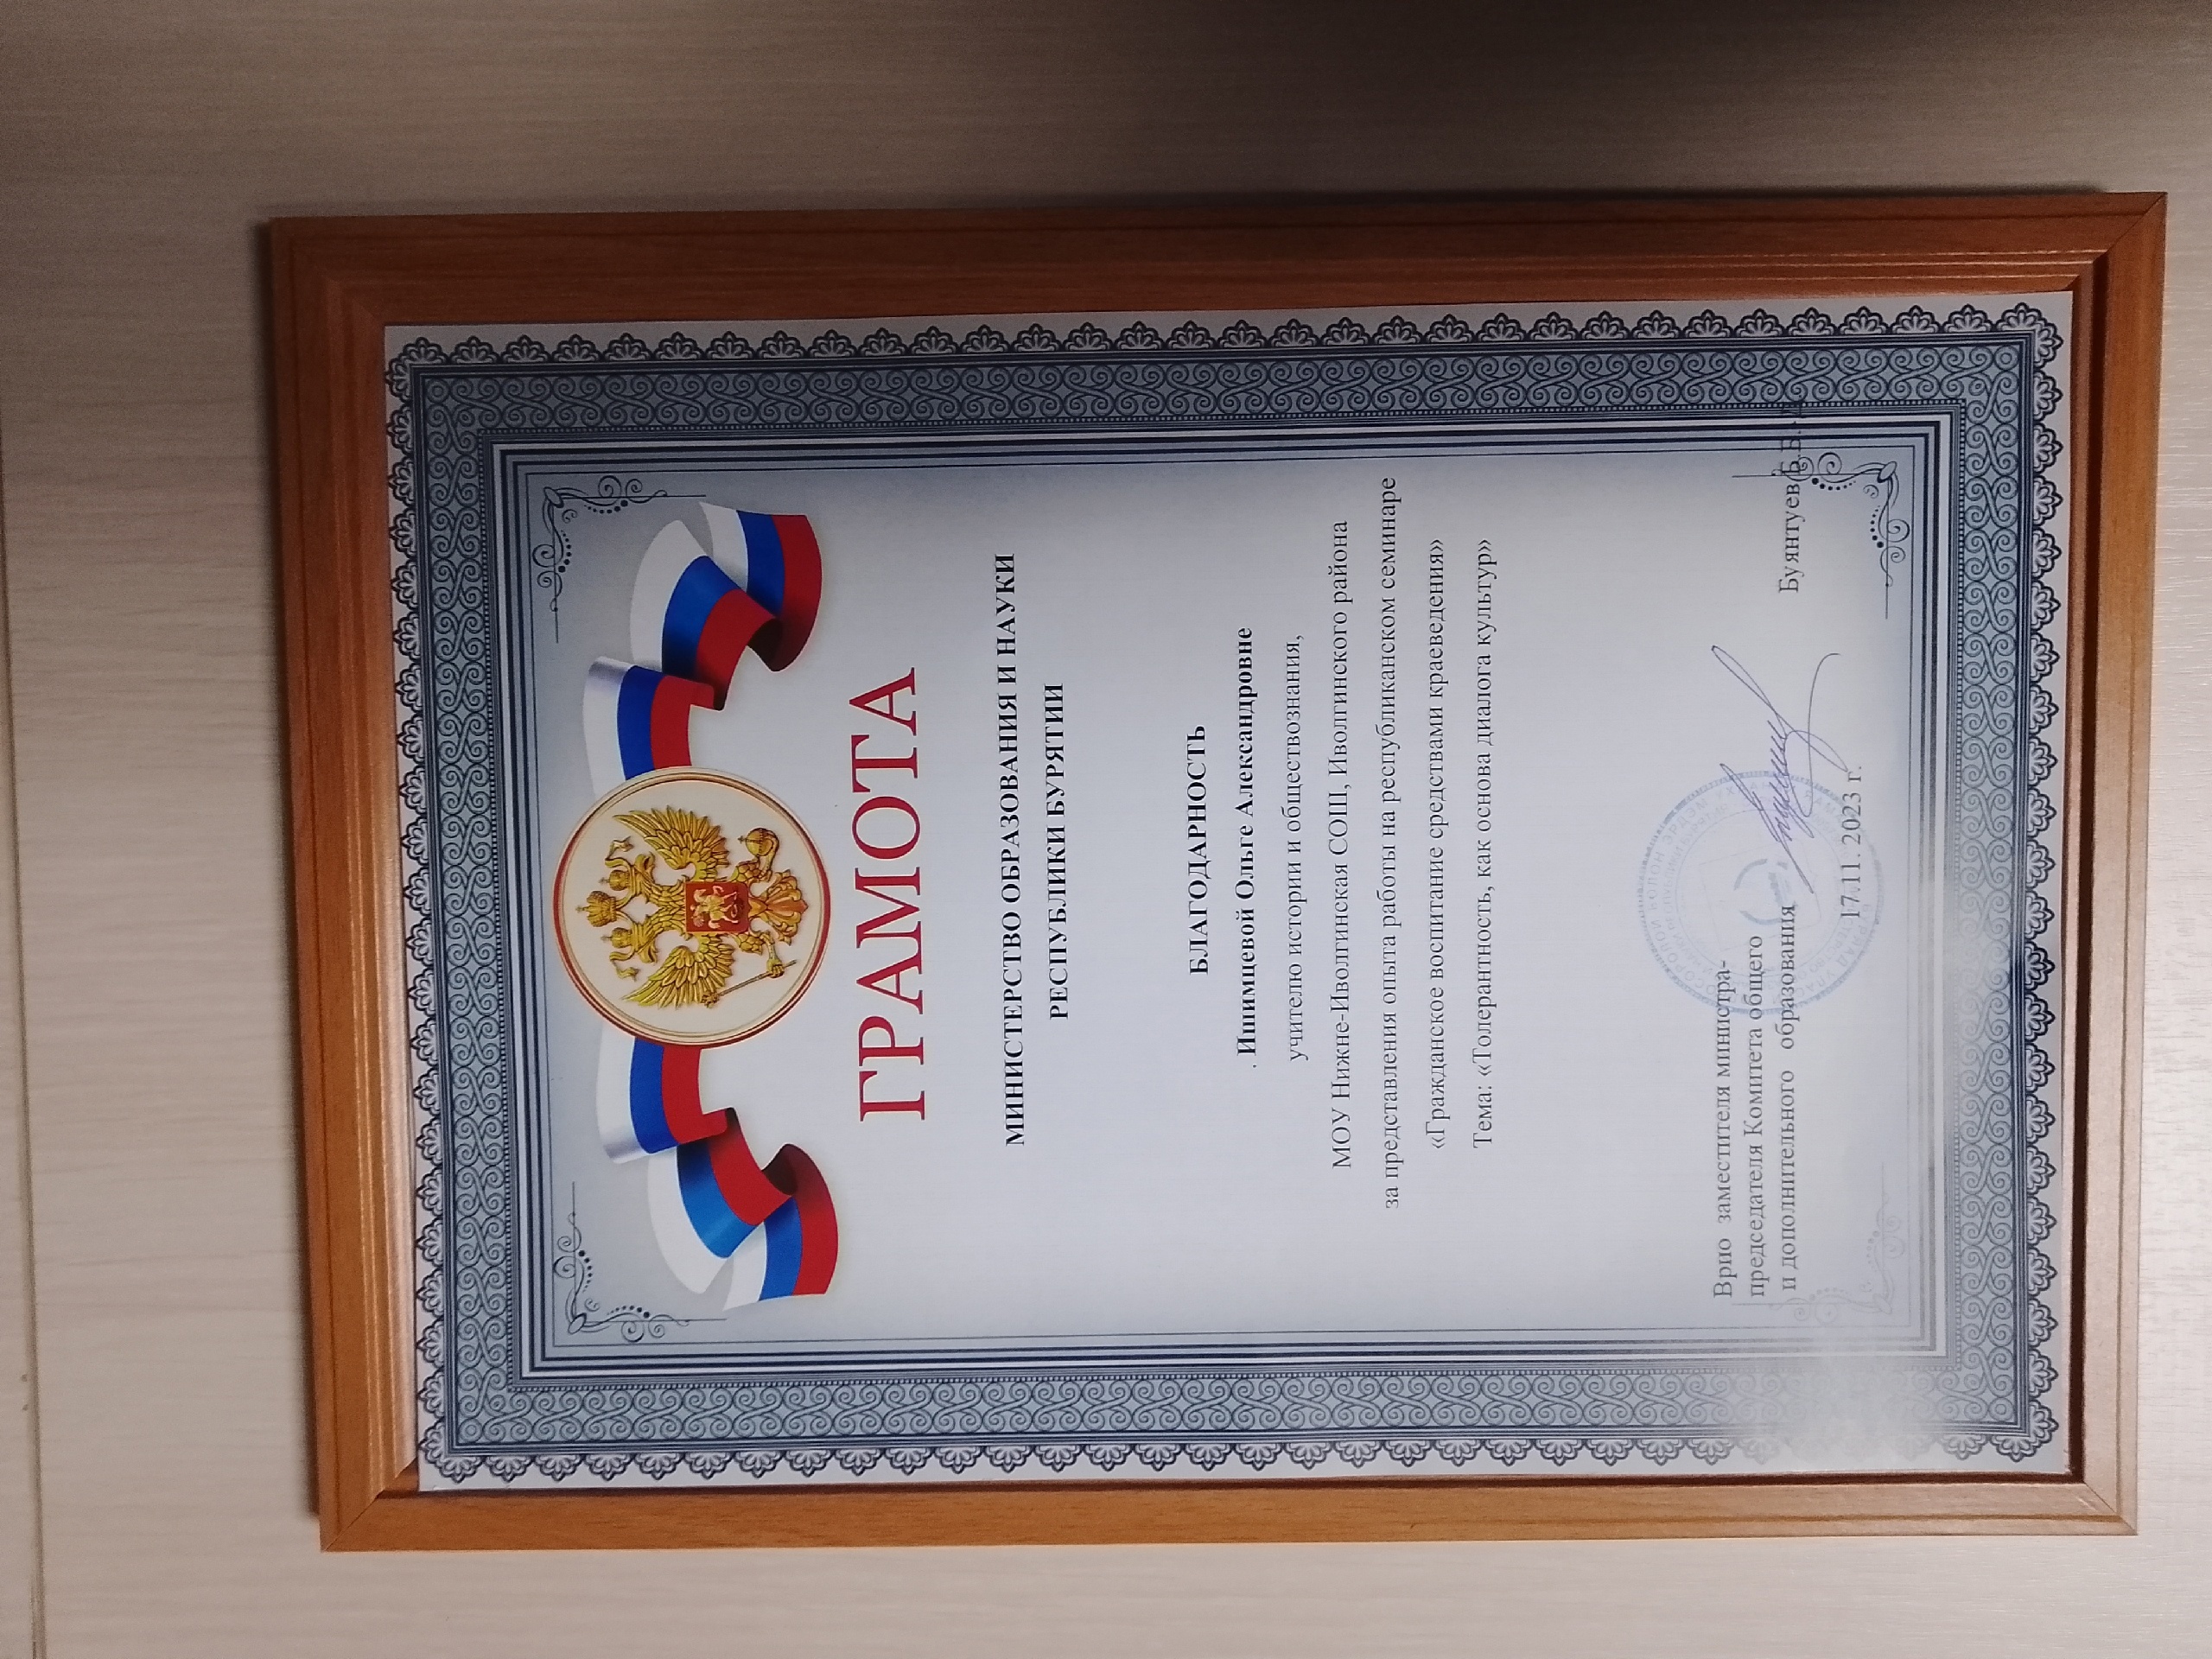 ГРАМОТА
МИНИСТЕРСТВО ОБРАЗОВАНИЯ И НАУКИ
РЕСПУБЛИКИ БУРЯТИИ
БЛАГОДАРНОСТЬ
. Ишимцевой Ольге Александровне
учителю истории и обществознания,
МОУ Нижне-Иволгинская СОШ, Иволгинского района
за представления опыта работы на республиканском семинаре
«Гражданское воспитание средствами краеведения»
Тема: «Толерантность, как основа диалога культур»
Врио заместителя министра-
председателя Комитета общего
и дополнительного образования Буянтуев
17.11. 2023 г.